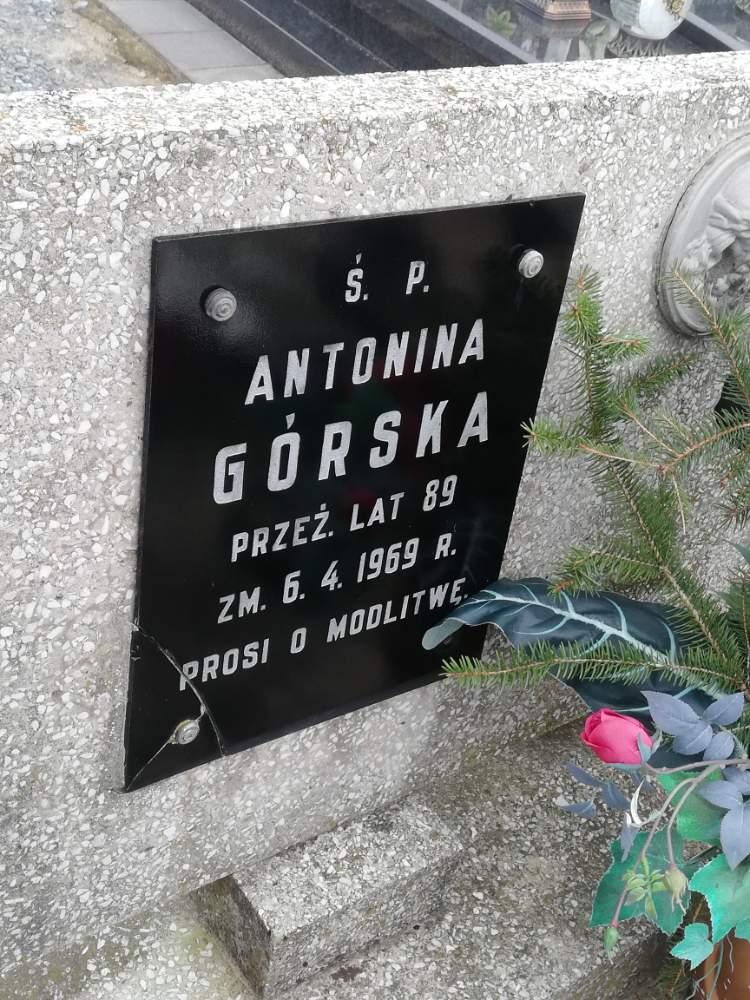 Ś. P.
ANTONINA
GÓRSKA
PRZEŻ. LAT 89
ZM. 6. 4. 1969 R.
PROSI O MODLITWĘ.